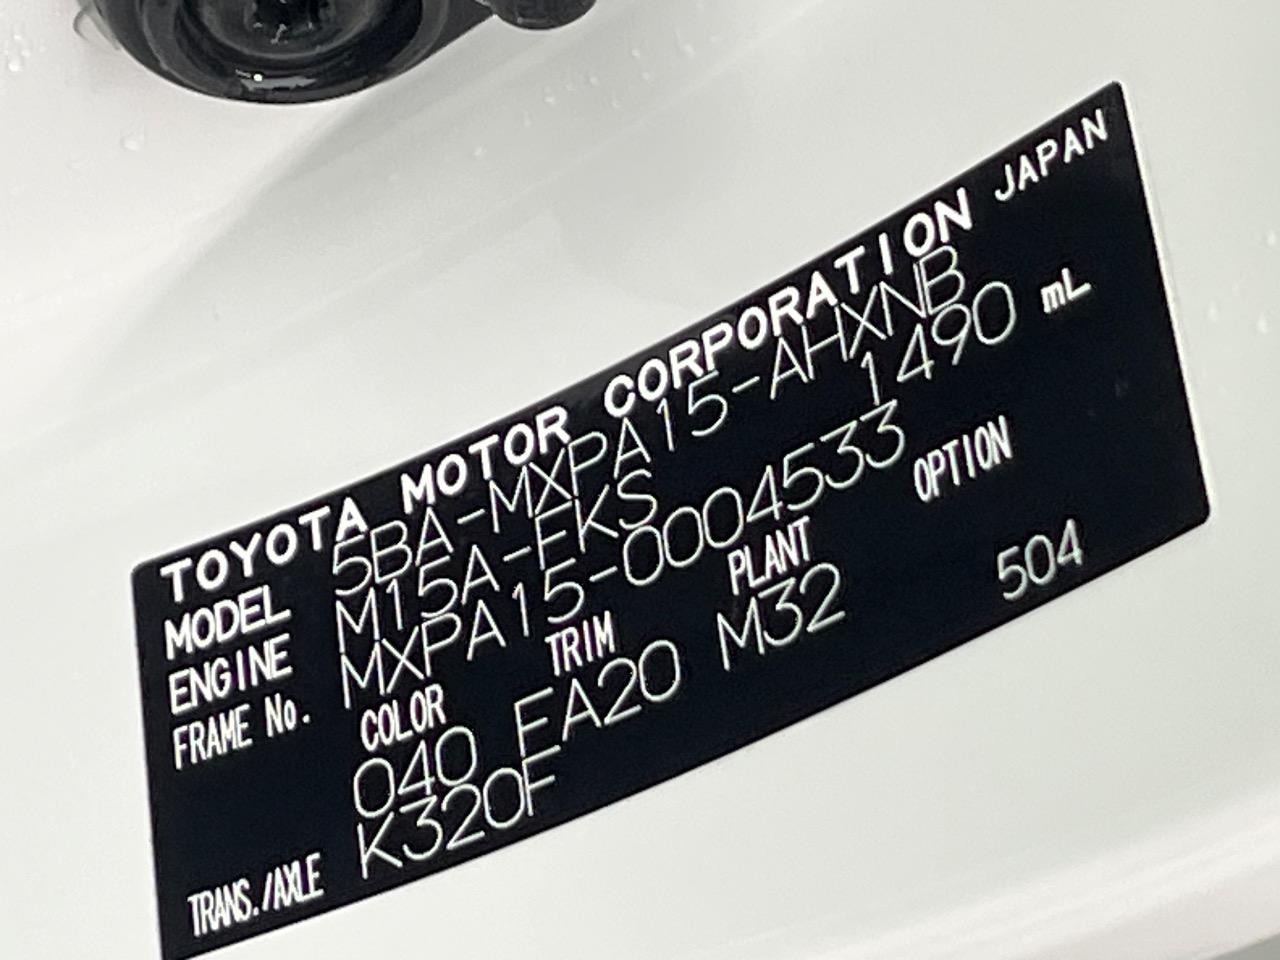 TOYOTA MOTOR CORPORATION JAPAN
MODEL 5BA-MXPA15-AHXNB
ENGINE M15A-FKS 1490 mL
FRAME No. MXPA15-0004533
COLOR TRIM PLANT OPTION
040 EA20 M32 504
TRANS./AXLE K320F